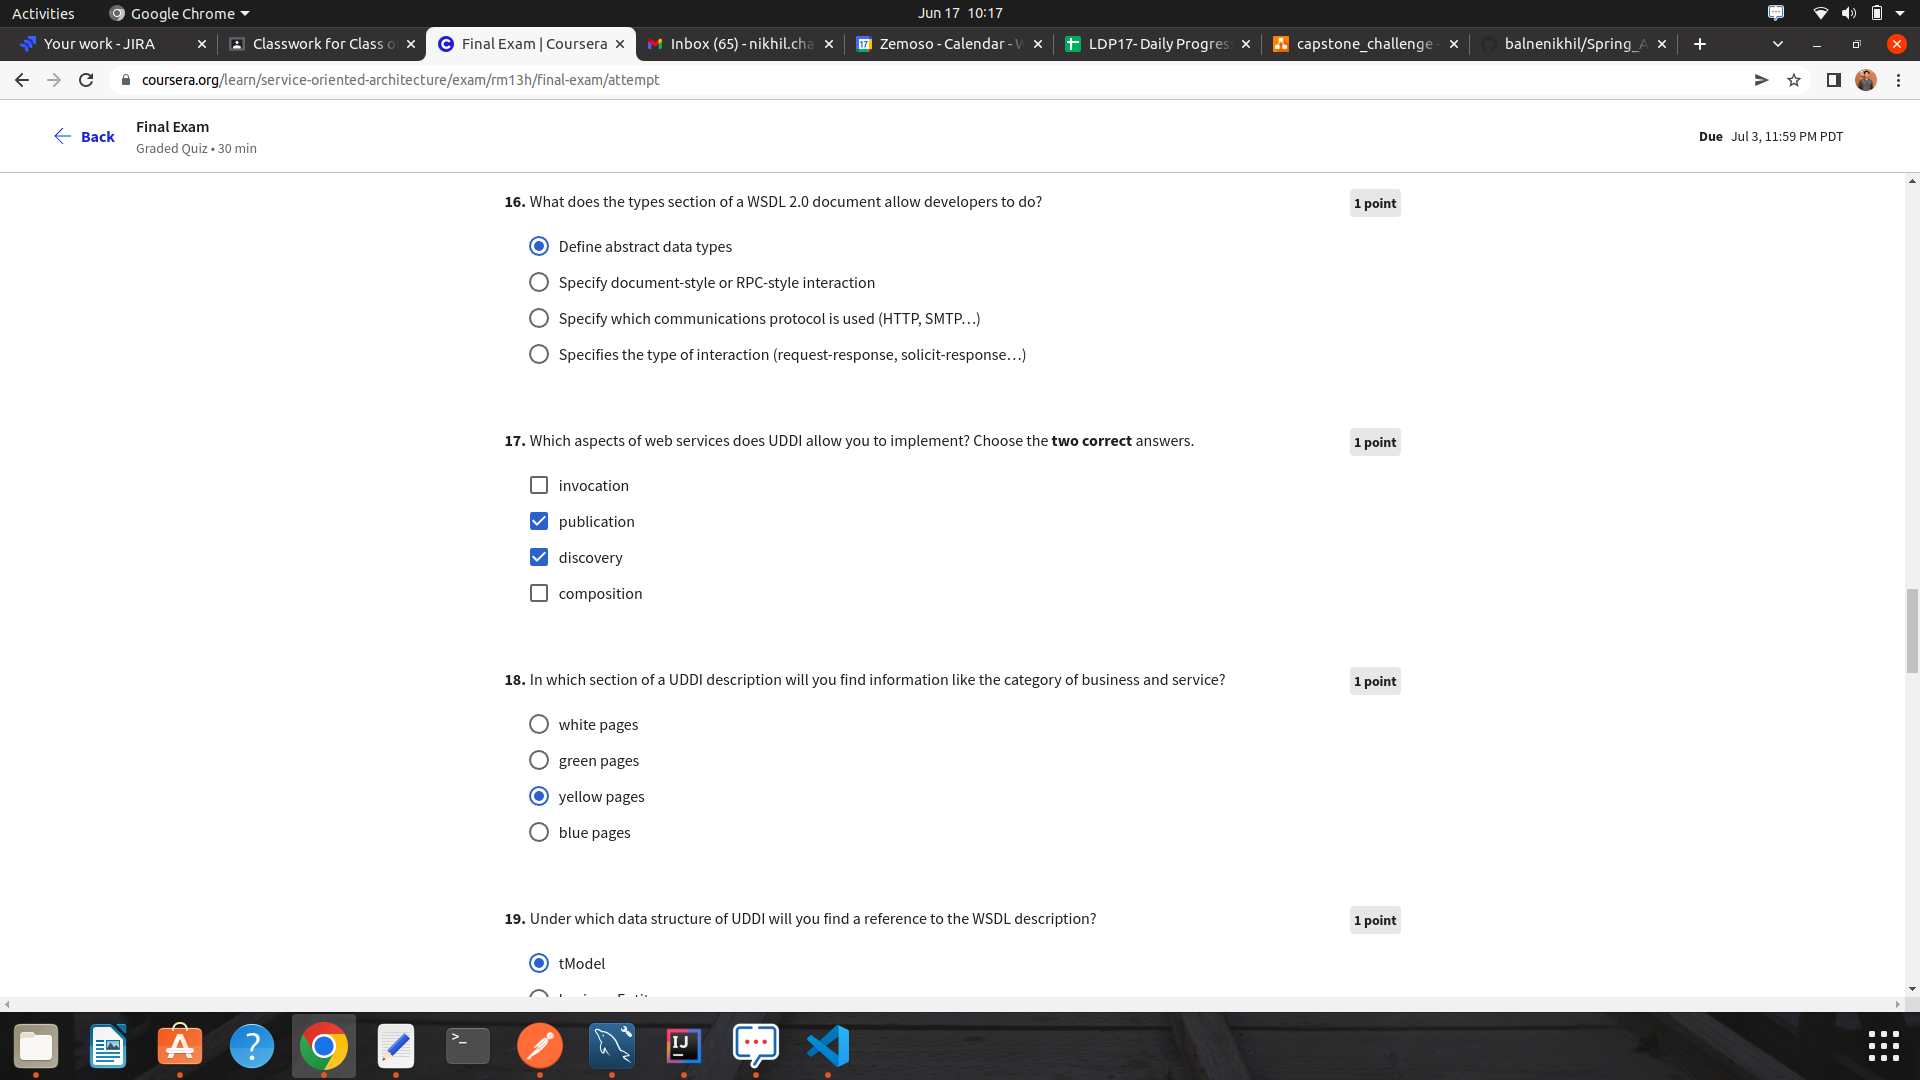 Activities
Google Chrome
Jun 17 10:17
Your work - JIRA
Classwork for Class o
Final Exam | Coursera
Inbox (65) - nikhil.cha
Zemoso - Calendar - W
LDP17- Daily Progres
capstone_challenge -
balnenikhil/Spring_A
coursera.org/learn/service-oriented-architecture/exam/rm13h/final-exam/attempt
Back
Final Exam
Graded Quiz • 30 min
Due Jul 3, 11:59 PM PDT
16. What does the types section of a WSDL 2.0 document allow developers to do?
1 point
Define abstract data types
Specify document-style or RPC-style interaction
Specify which communications protocol is used (HTTP, SMTP…)
Specifies the type of interaction (request-response, solicit-response…)
17. Which aspects of web services does UDDI allow you to implement? Choose the two correct answers.
1 point
invocation
publication
discovery
composition
18. In which section of a UDDI description will you find information like the category of business and service?
1 point
white pages
green pages
yellow pages
blue pages
19. Under which data structure of UDDI will you find a reference to the WSDL description?
1 point
tModel